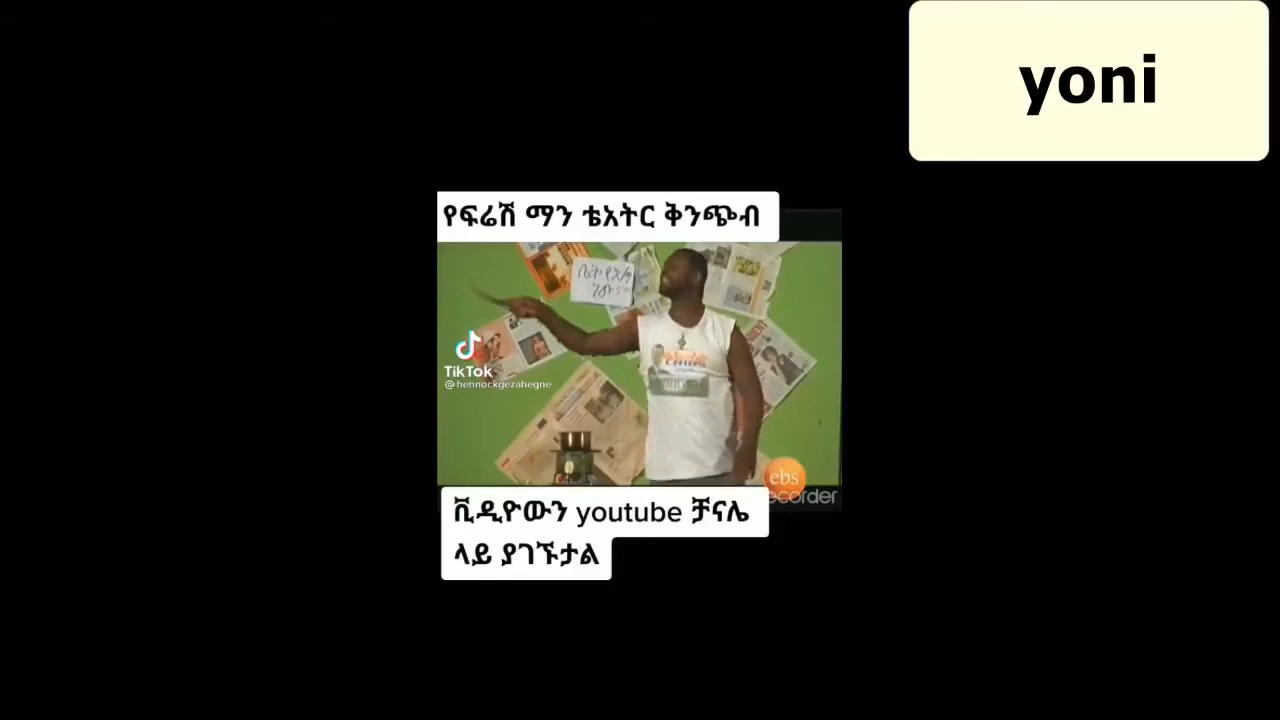 yoni
የፍሬሽ ማን ቴአትር ቅንጭብ
TikTok
@hennockgezahegne
ebs
ecorder
ቪዲዮውን youtube ቻናሌ
ላይ ያገኙታል